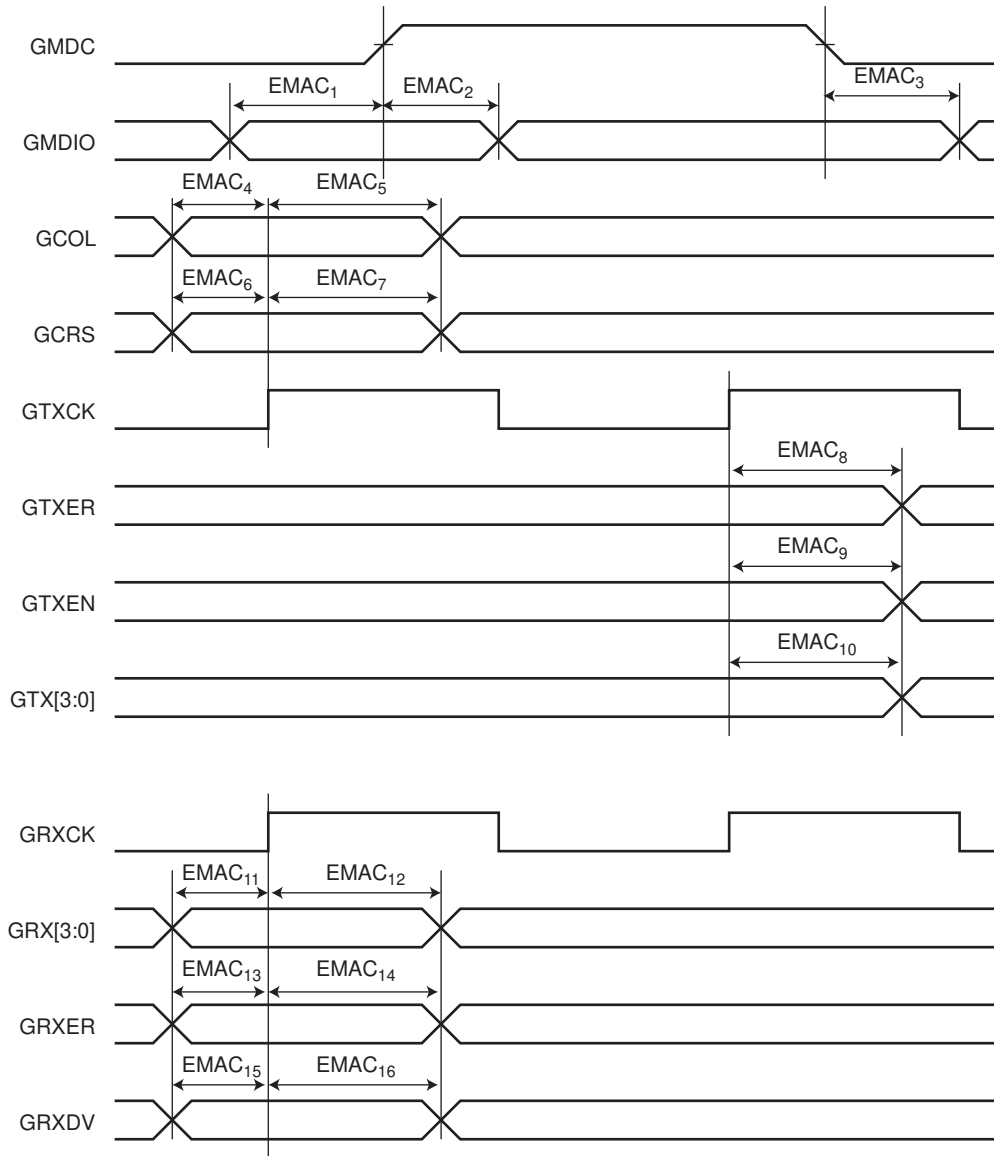 GMDC
EMAC1 EMAC2 EMAC3
GMDIO
EMAC4 EMAC5
GCOL
EMAC6 EMAC7
GCRS
GTXCK
EMAC8
GTXER
EMAC9
GTXEN
EMAC10
GTX[3:0]
GRXCK
EMAC11 EMAC12
GRX[3:0]
EMAC13 EMAC14
GRXER
EMAC15 EMAC16
GRXDV